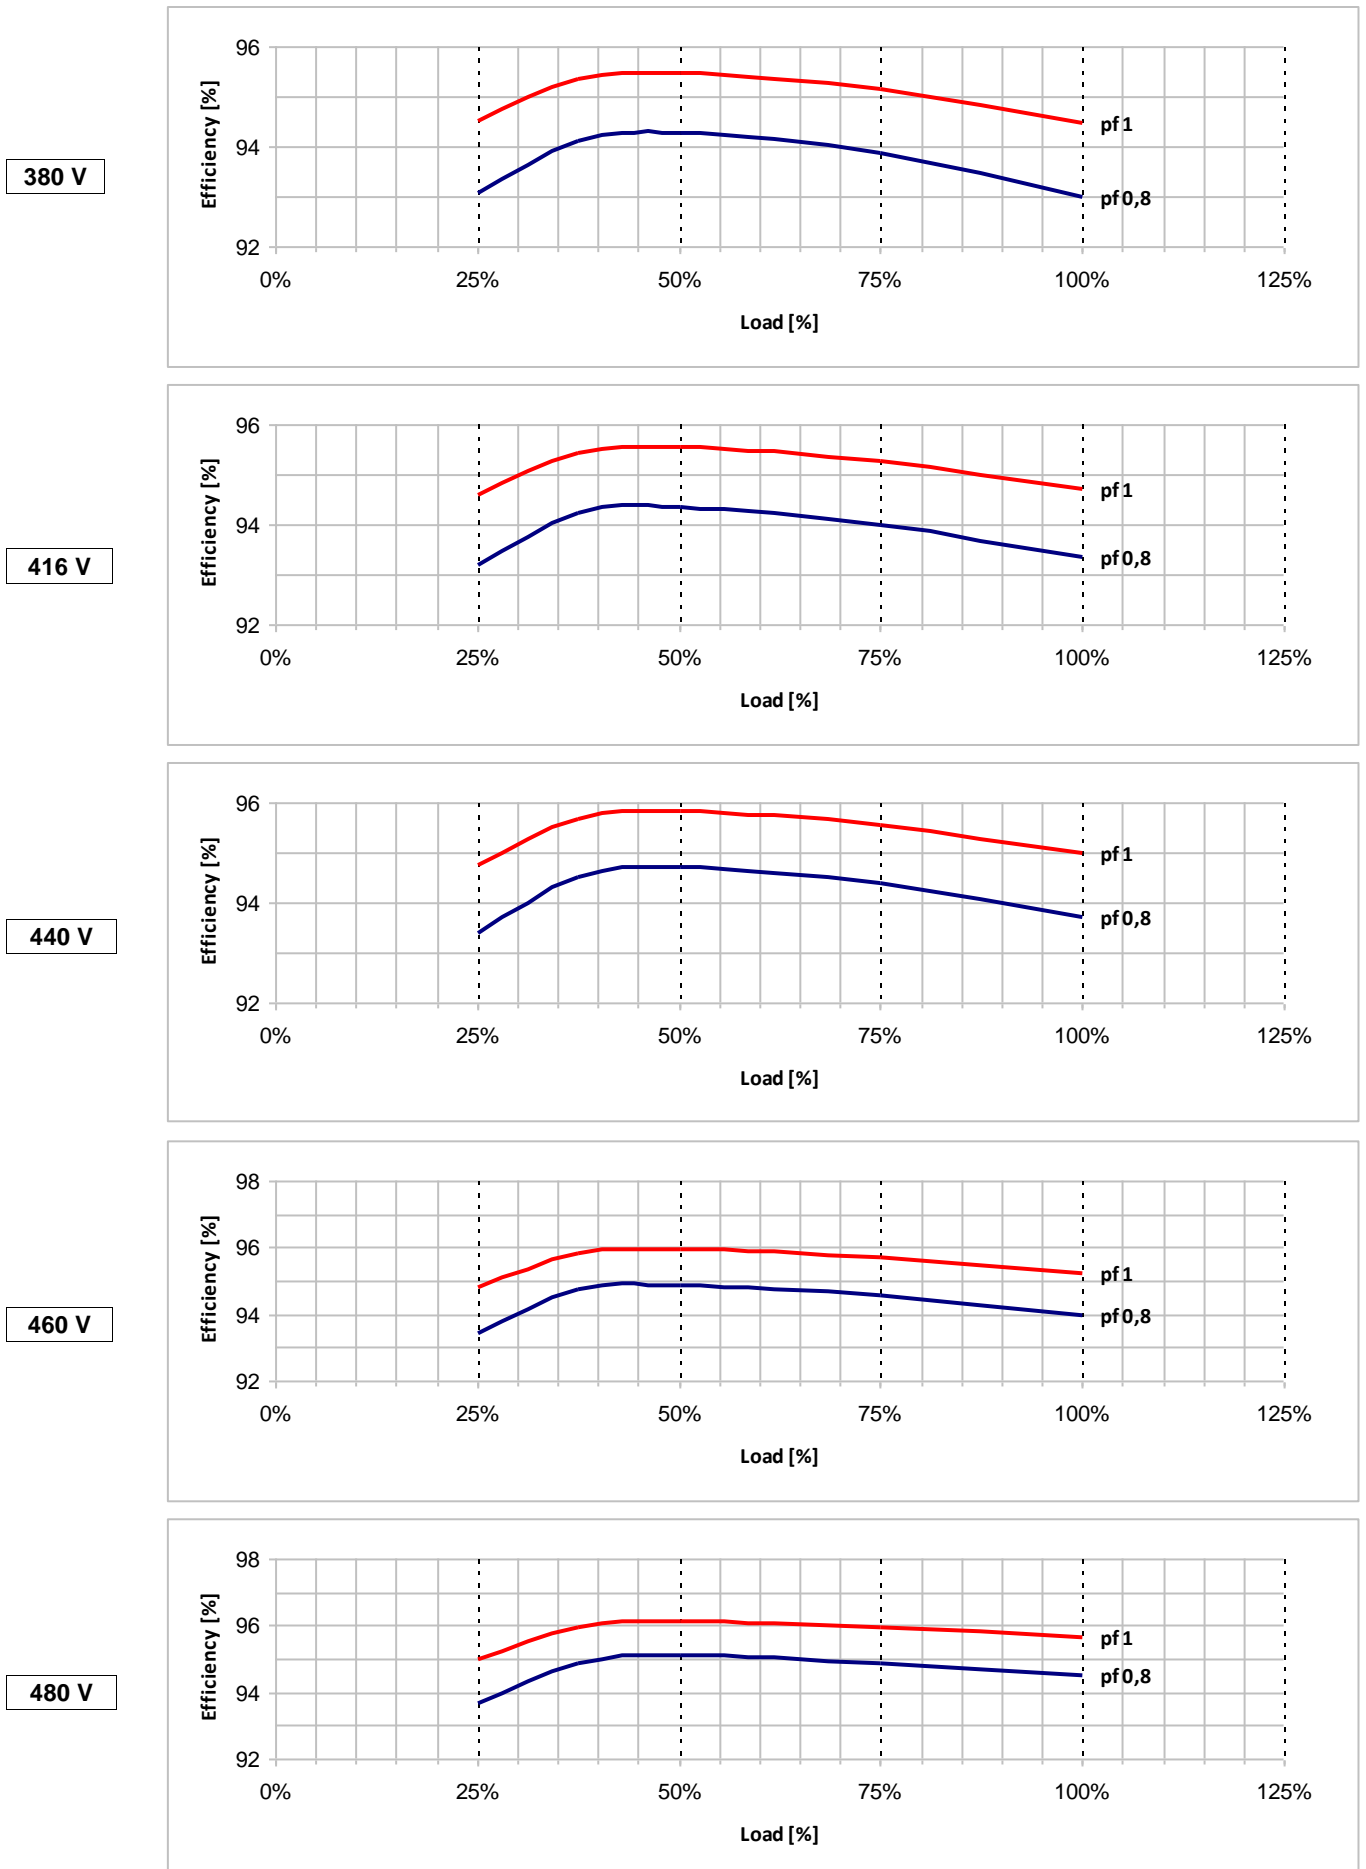 380 V
Efficiency [%]
96
94
92
pf 1
pf 0,8
0% 25% 50% 75% 100% 125%
Load [%]
416 V
Efficiency [%]
96
94
92
pf 1
pf 0,8
0% 25% 50% 75% 100% 125%
Load [%]
440 V
Efficiency [%]
96
94
92
pf 1
pf 0,8
0% 25% 50% 75% 100% 125%
Load [%]
460 V
Efficiency [%]
98
96
94
92
pf 1
pf 0,8
0% 25% 50% 75% 100% 125%
Load [%]
480 V
Efficiency [%]
98
96
94
92
pf 1
pf 0,8
0% 25% 50% 75% 100% 125%
Load [%]